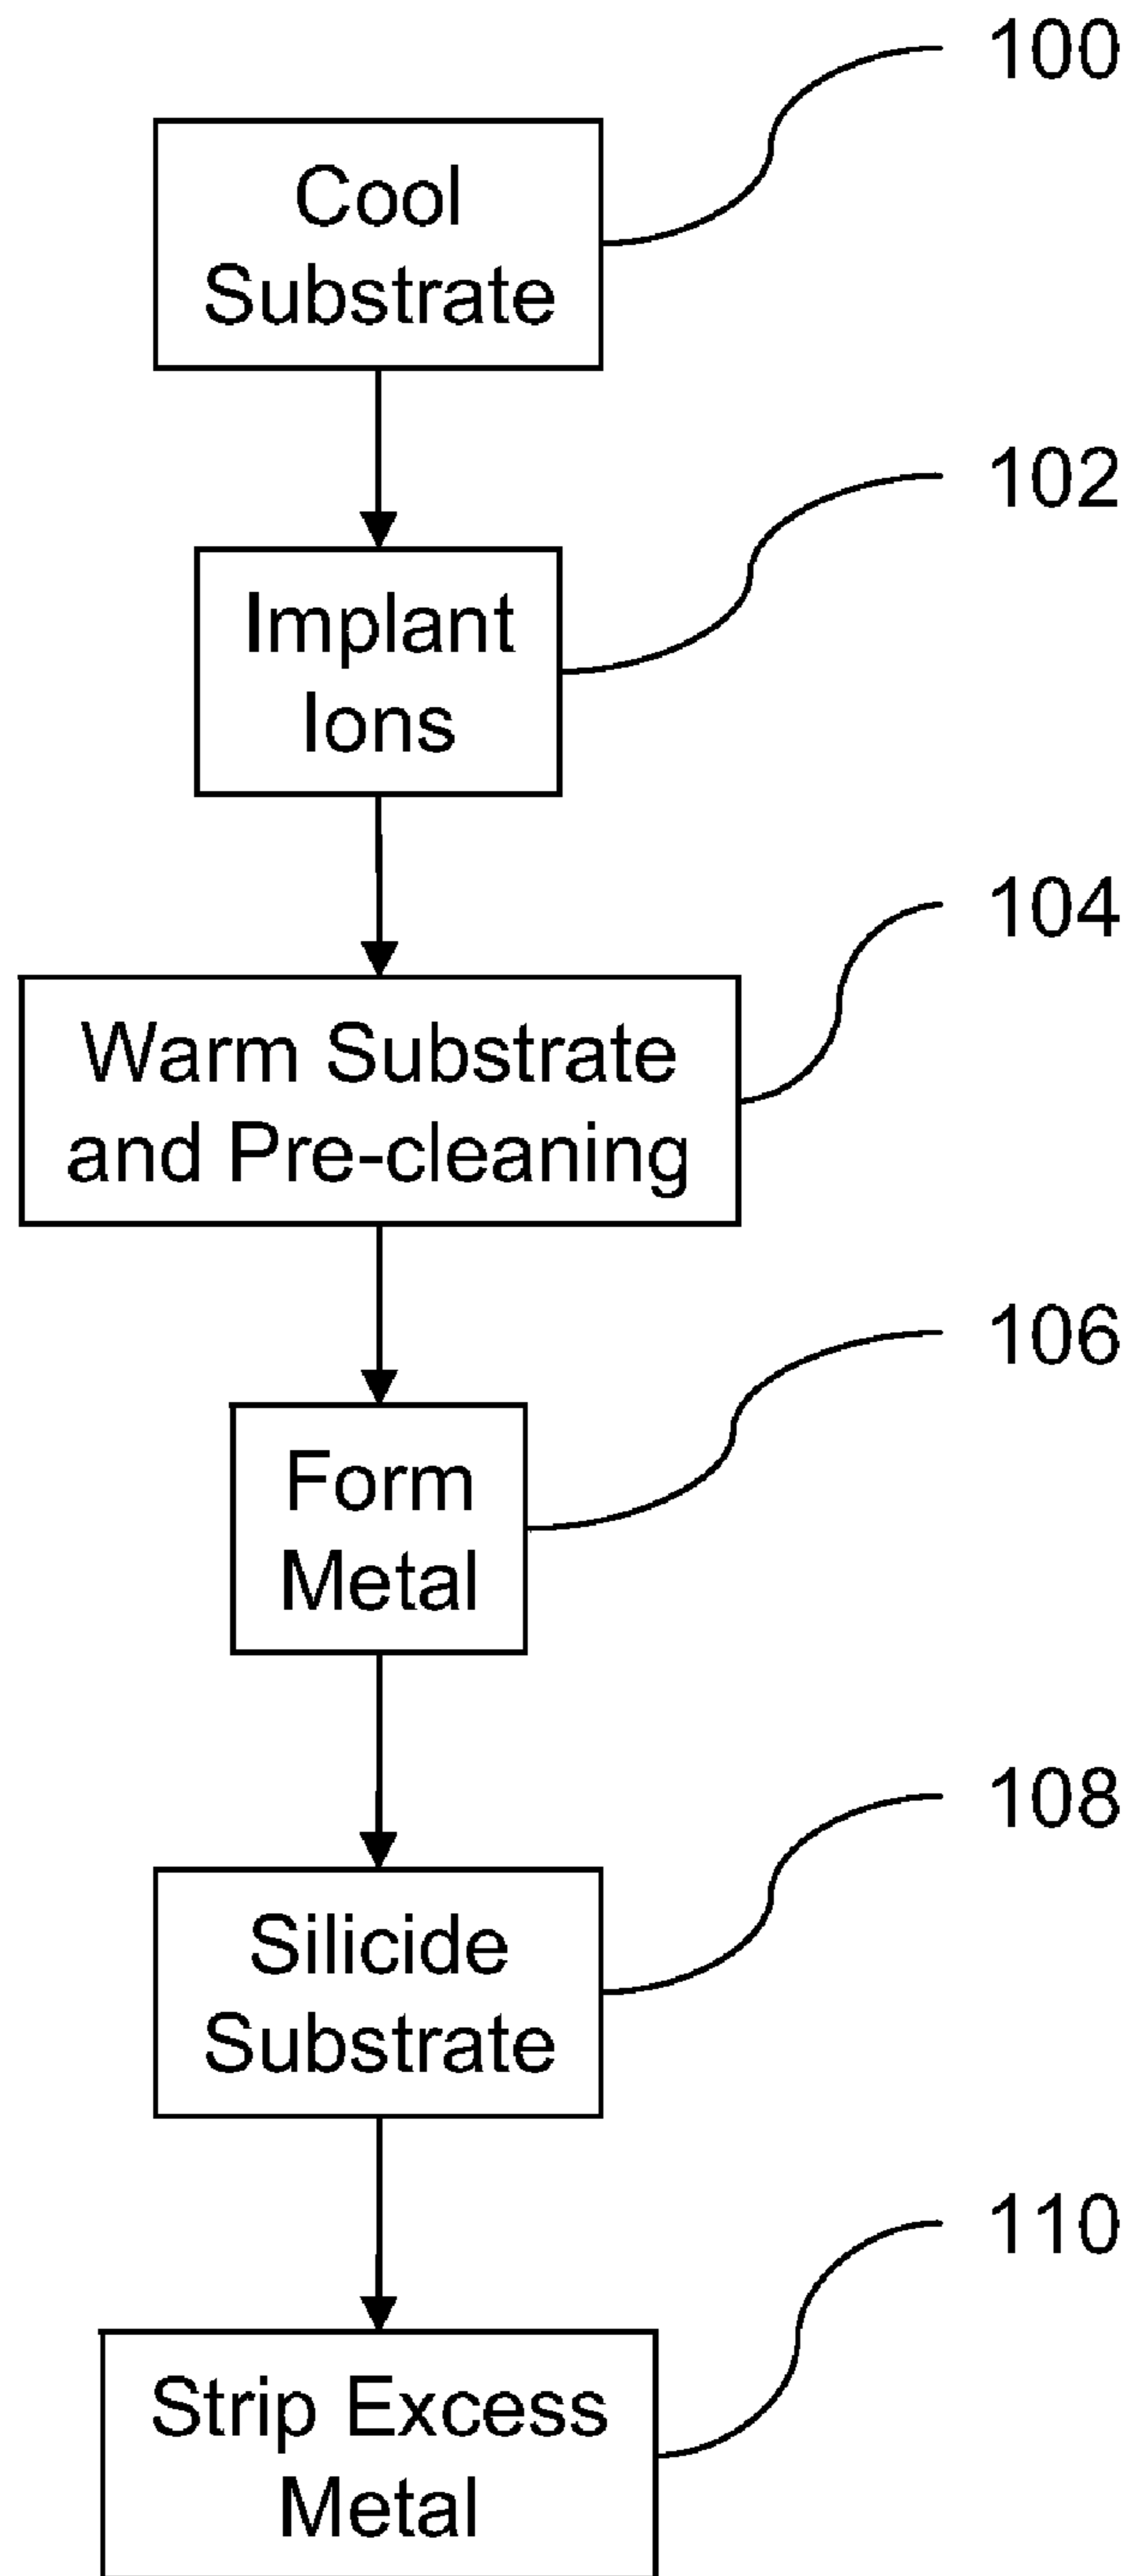 100
Cool
Substrate
102
Implant
Ions
104
Warm Substrate
and Pre-cleaning
106
Form
Metal
108
Silicide
Substrate
110
Strip Excess
Metal